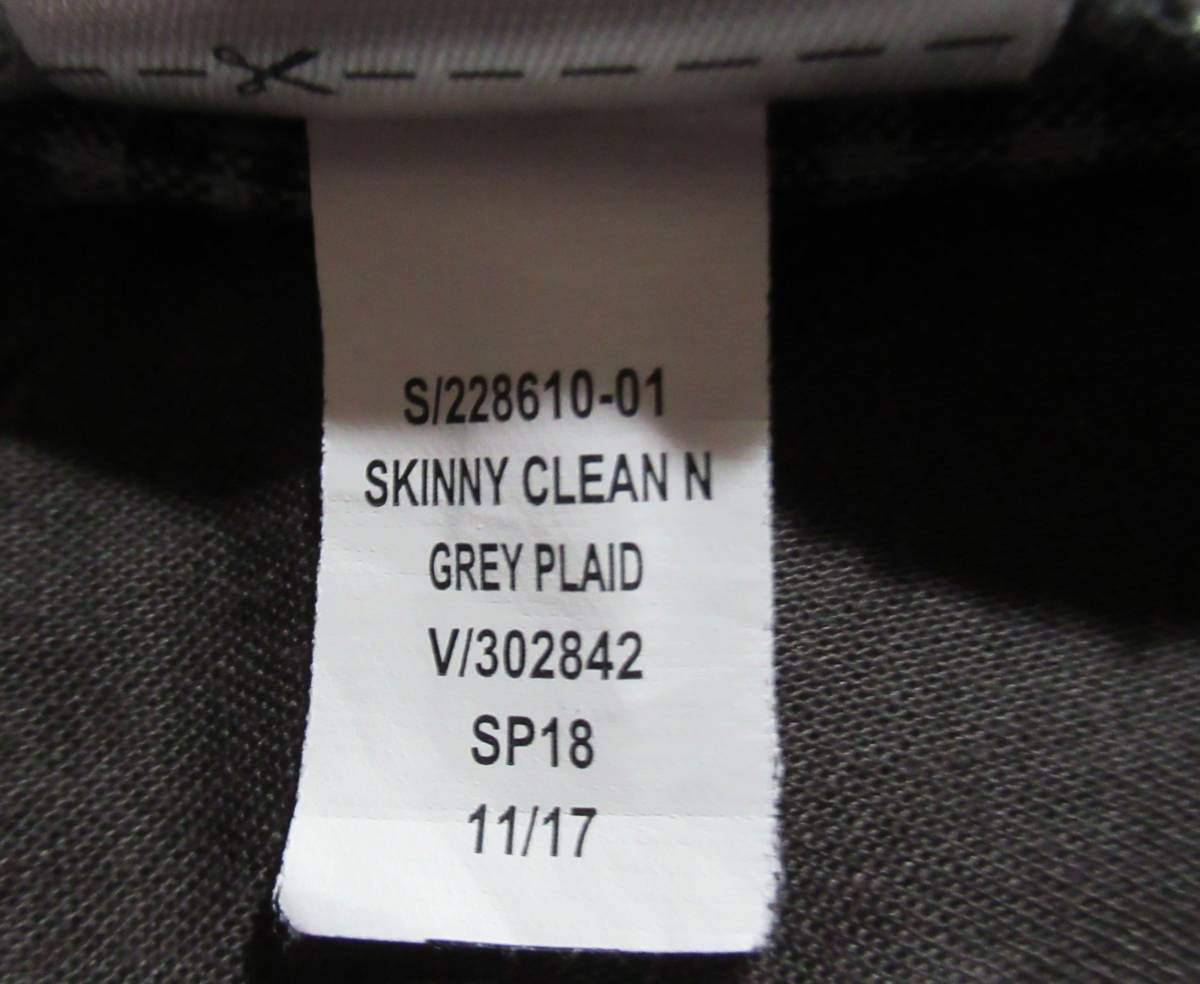 S/228610-01
SKINNY CLEAN N
GREY PLAID
V/302842
SP18
11/17